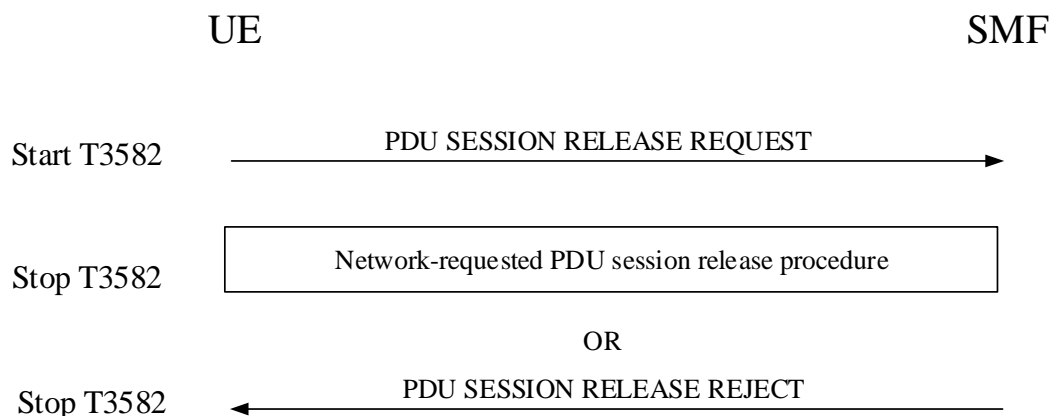 UE SMF
Start T3582 PDU SESSION RELEASE REQUEST
Stop T3582 Network-requested PDU session release procedure
OR
Stop T3582 PDU SESSION RELEASE REJECT